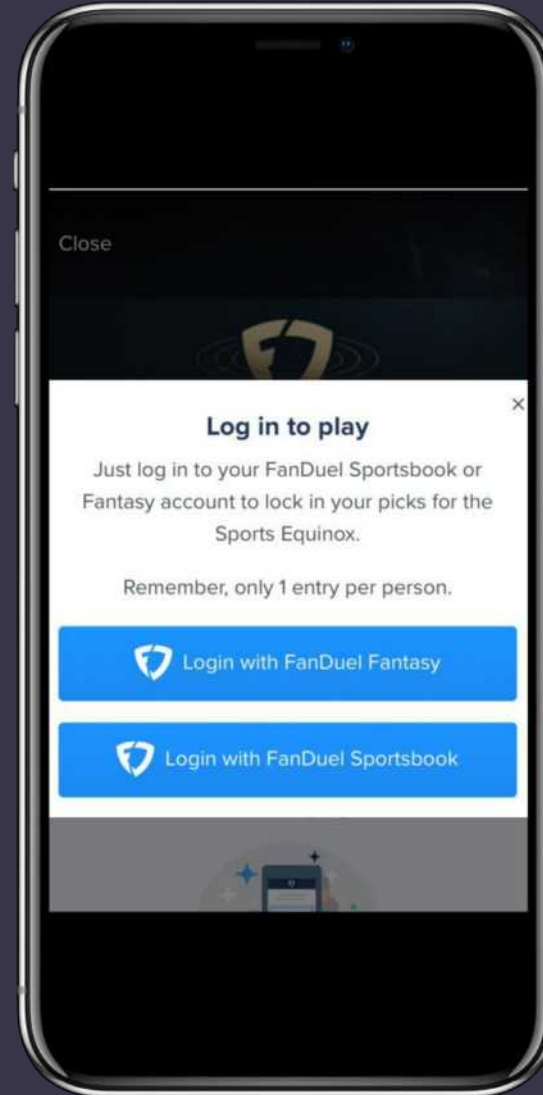 Close
Log in to play
Just log in to your FanDuel Sportsbook or
Fantasy account to lock in your picks for the
Sports Equinox.
Remember, only 1 entry per person.
Login with FanDuel Fantasy
Login with FanDuel Sportsbook